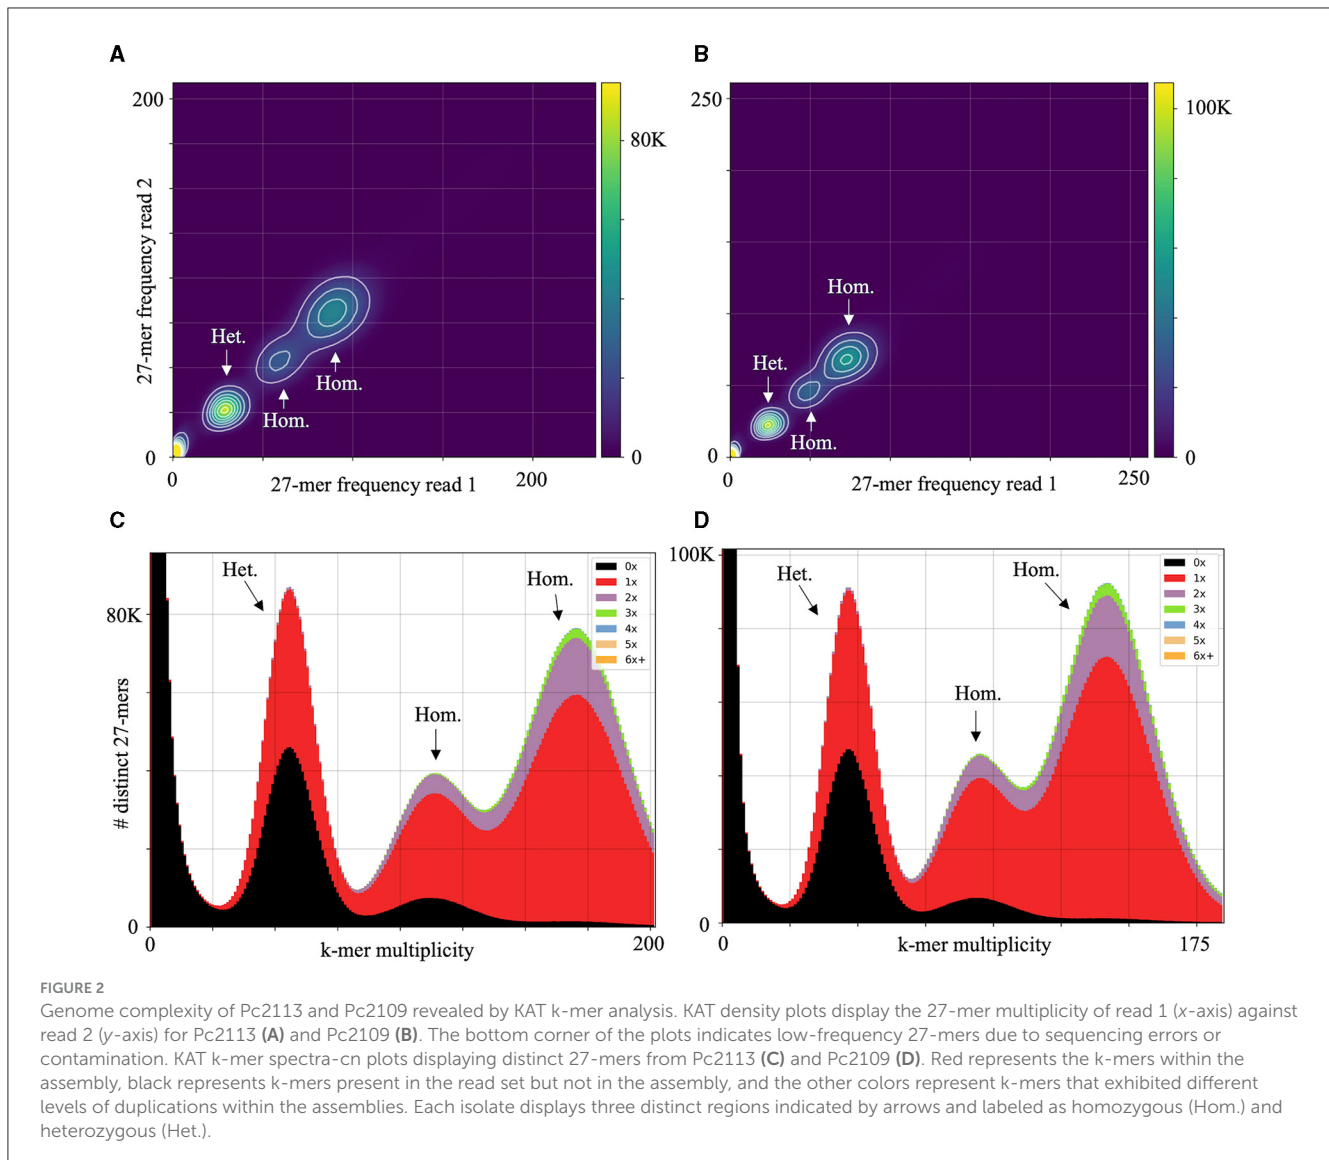 A
B
200
80K
27-mer frequency read 2
Het.
Hom.
Hom.
0
0
0
27-mer frequency read 1
200
250
100K
Hom.
Het.
Hom.
0
0
0
27-mer frequency read 1
250
C
D
Het.
Hom.
Hom.
80K
# distinct 27-mers
0x
1x
2x
3x
4x
5x
6x+
0
0
k-mer multiplicity
200
100K
Het.
Hom.
Hom.
0x
1x
2x
3x
4x
5x
6x+
0
0
k-mer multiplicity
175
FIGURE 2
Genome complexity of Pc2113 and Pc2109 revealed by KAT k-mer analysis. KAT density plots display the 27-mer multiplicity of read 1 (x-axis) against
read 2 (y-axis) for Pc2113 (A) and Pc2109 (B). The bottom corner of the plots indicates low-frequency 27-mers due to sequencing errors or
contamination. KAT k-mer spectra-cn plots displaying distinct 27-mers from Pc2113 (C) and Pc2109 (D). Red represents the k-mers within the
assembly, black represents k-mers present in the read set but not in the assembly, and the other colors represent k-mers that exhibited different
levels of duplications within the assemblies. Each isolate displays three distinct regions indicated by arrows and labeled as homozygous (Hom.) and
heterozygous (Het.).